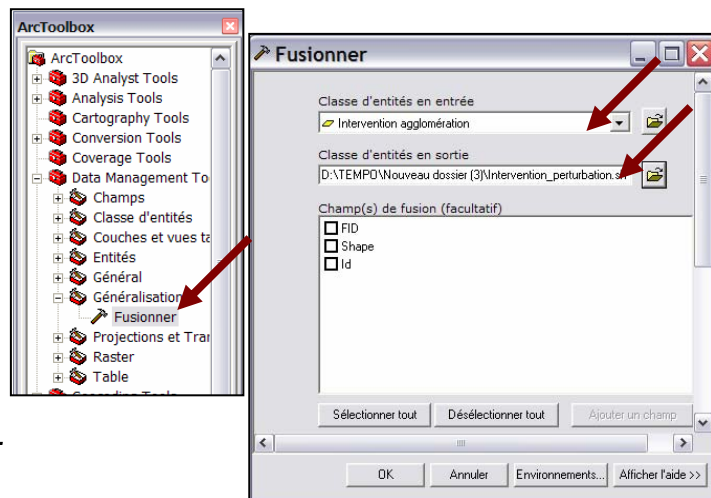 ArcToolbox
ArcToolbox
3D Analyst Tools
Analysis Tools
Cartography Tools
Conversion Tools
Coverage Tools
Data Management To
Champs
Classe d'entités
Couches et vues ta
Entités
Général
Généralisation
Fusionner
Projections et Tran
Raster
Table
Fusionner
Classe d'entités en entrée
Intervention agglomération
Classe d'entités en sortie
D:\TEMPO\Nouveau dossier (3)\Intervention_perturbation.sh
Champ(s) de fusion (facultatif)
FID
Shape
Id
Sélectionner tout
Désélectionner tout
Ajouter un champ
OK
Annuler
Environnements...
Afficher l'aide >>